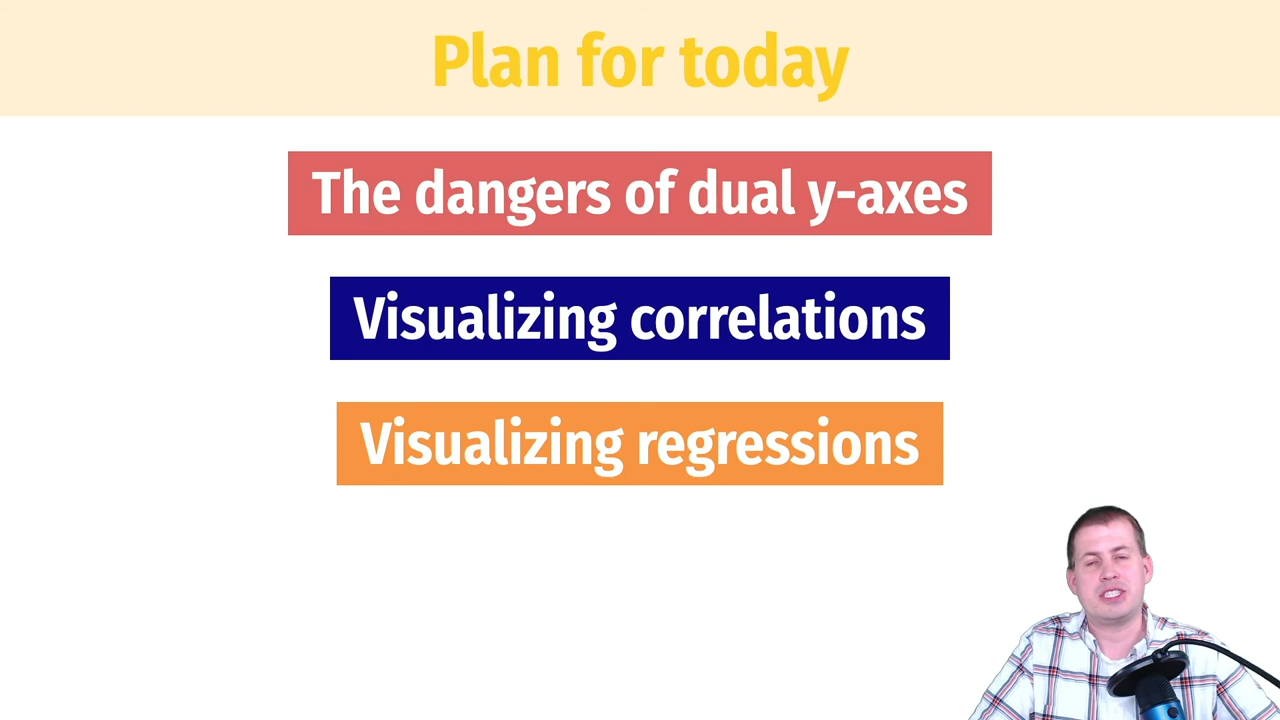 Plan for today
The dangers of dual y-axes
Visualizing correlations
Visualizing regressions